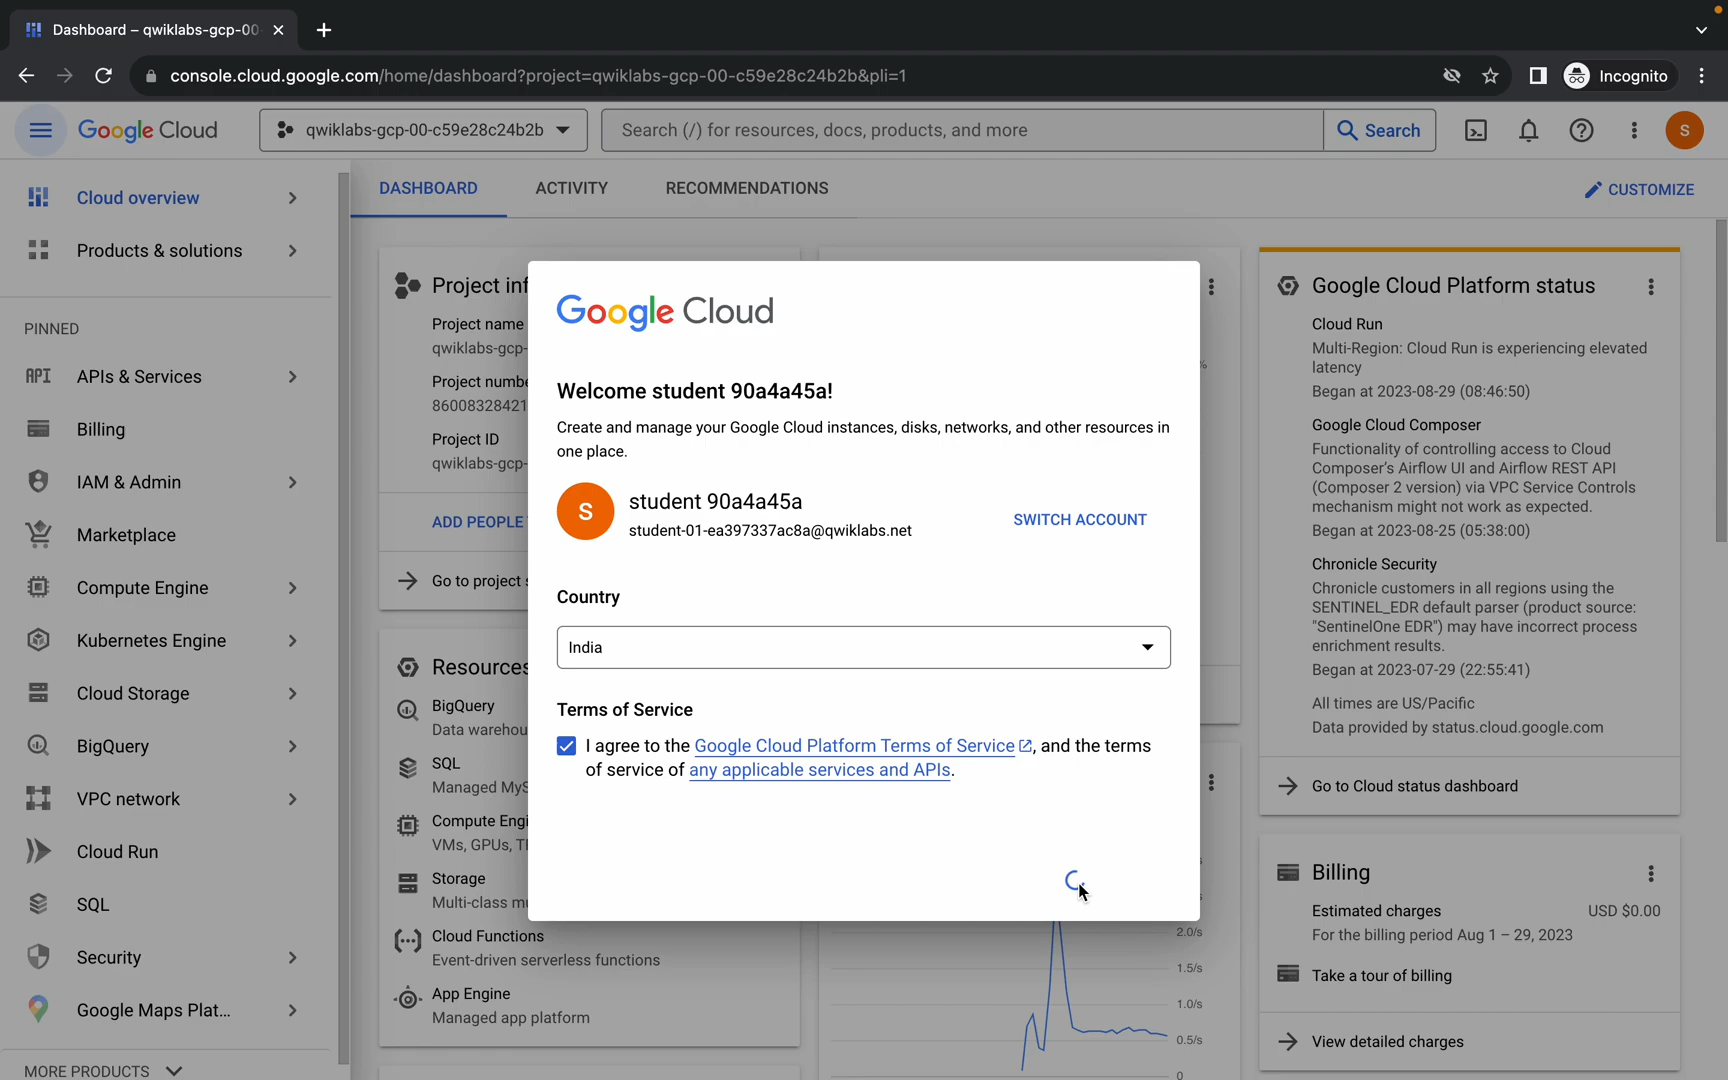 Dashboard – qwiklabs-gcp-00
console.cloud.google.com/home/dashboard?project=qwiklabs-gcp-00-c59e28c24b2b&pli=1
Incognito
Google Cloud
qwiklabs-gcp-00-c59e28c24b2b
Search (/) for resources, docs, products, and more
Search
S
Cloud overview
Products & solutions
PINNED
API
APIs & Services
Billing
IAM & Admin
Marketplace
Compute Engine
Kubernetes Engine
Cloud Storage
BigQuery
VPC network
Cloud Run
SQL
Security
Google Maps Plat...
MORE PRODUCTS
DASHBOARD
ACTIVITY
RECOMMENDATIONS
CUSTOMIZE
Project inf
Project name
qwiklabs-gcp-
Project numbe
86008328421
Project ID
qwiklabs-gcp-
ADD PEOPLE
Go to project s
Resources
BigQuery
Data warehou
SQL
Managed MyS
Compute Engi
VMs, GPUs, T
Storage
Multi-class mu
Cloud Functions
Event-driven serverless functions
App Engine
Managed app platform
Google Cloud
Welcome student 90a4a45a!
Create and manage your Google Cloud instances, disks, networks, and other resources in
one place.
S
student 90a4a45a
student-01-ea397337ac8a@qwiklabs.net
SWITCH ACCOUNT
Country
India
Terms of Service
I agree to the Google Cloud Platform Terms of Service, and the terms
of service of any applicable services and APIs.
%
2.0/s
1.5/s
1.0/s
0.5/s
0
Google Cloud Platform status
Cloud Run
Multi-Region: Cloud Run is experiencing elevated
latency
Began at 2023-08-29 (08:46:50)
Google Cloud Composer
Functionality of controlling access to Cloud
Composer's Airflow UI and Airflow REST API
(Composer 2 version) via VPC Service Controls
mechanism might not work as expected.
Began at 2023-08-25 (05:38:00)
Chronicle Security
Chronicle customers in all regions using the
SENTINEL_EDR default parser (product source:
"SentinelOne EDR") may have incorrect process
enrichment results.
Began at 2023-07-29 (22:55:41)
All times are US/Pacific
Data provided by status.cloud.google.com
Go to Cloud status dashboard
Billing
Estimated charges
USD $0.00
For the billing period Aug 1 – 29, 2023
Take a tour of billing
View detailed charges